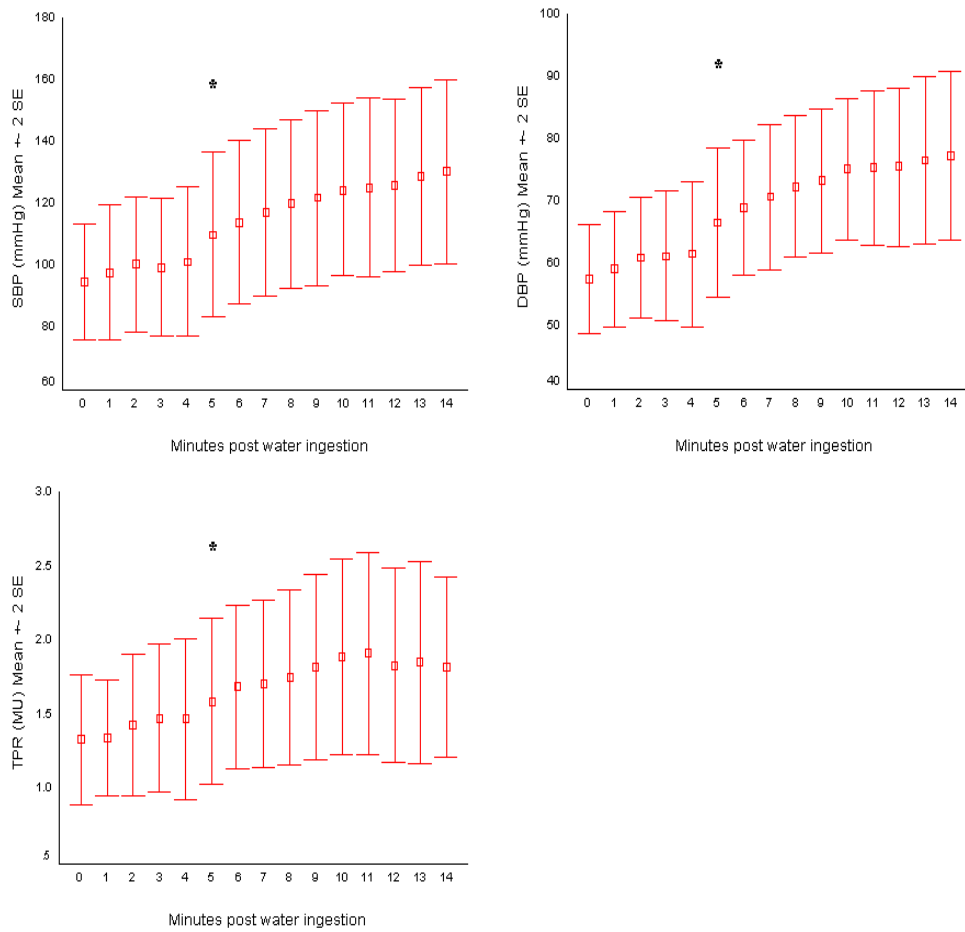 SBP (mmHg) Mean +- 2 SE
180
160
140
120
100
80
60
*
0 1 2 3 4 5 6 7 8 9 10 11 12 13 14
Minutes post water ingestion
DBP (mmHg) Mean +- 2 SE
100
90
80
70
60
50
40
*
0 1 2 3 4 5 6 7 8 9 10 11 12 13 14
Minutes post water ingestion
TPR (MU) Mean +- 2 SE
3.0
2.5
2.0
1.5
1.0
.5
*
0 1 2 3 4 5 6 7 8 9 10 11 12 13 14
Minutes post water ingestion